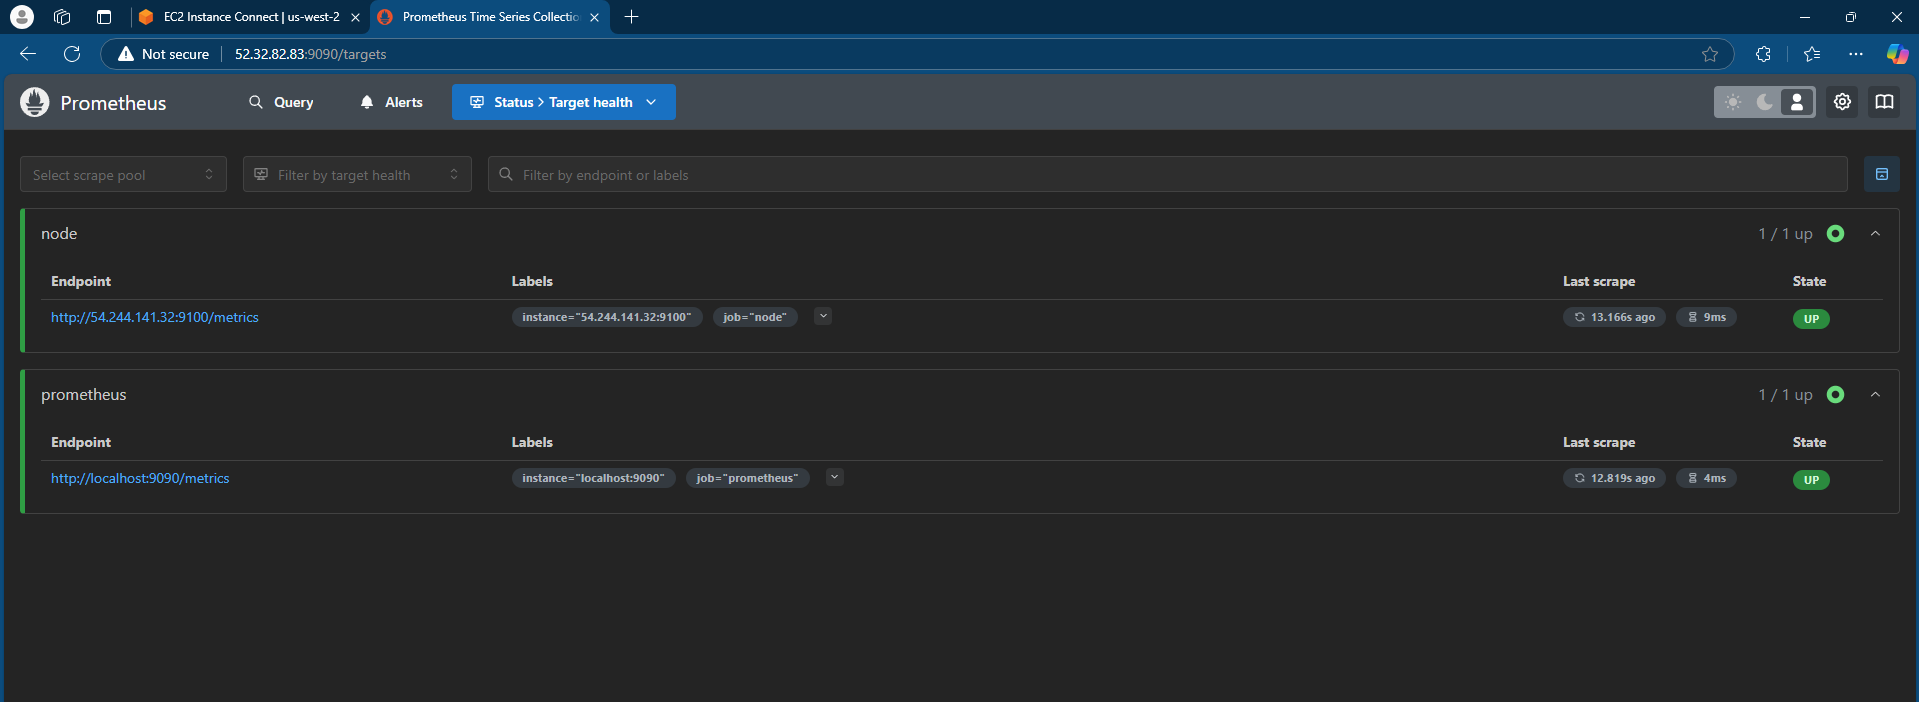 EC2 Instance Connect | us-west-2
Prometheus Time Series Collectio
Not secure
52.32.82.83:9090/targets
Prometheus
Query
Alerts
Status > Target health
Select scrape pool
Filter by target health
Filter by endpoint or labels
node
1 / 1 up
Endpoint Labels Last scrape State
http://54.244.141.32:9100/metrics instance="54.244.141.32:9100" job="node" 13.166s ago 9ms UP
prometheus
1 / 1 up
Endpoint Labels Last scrape State
http://localhost:9090/metrics instance="localhost:9090" job="prometheus" 12.819s ago 4ms UP